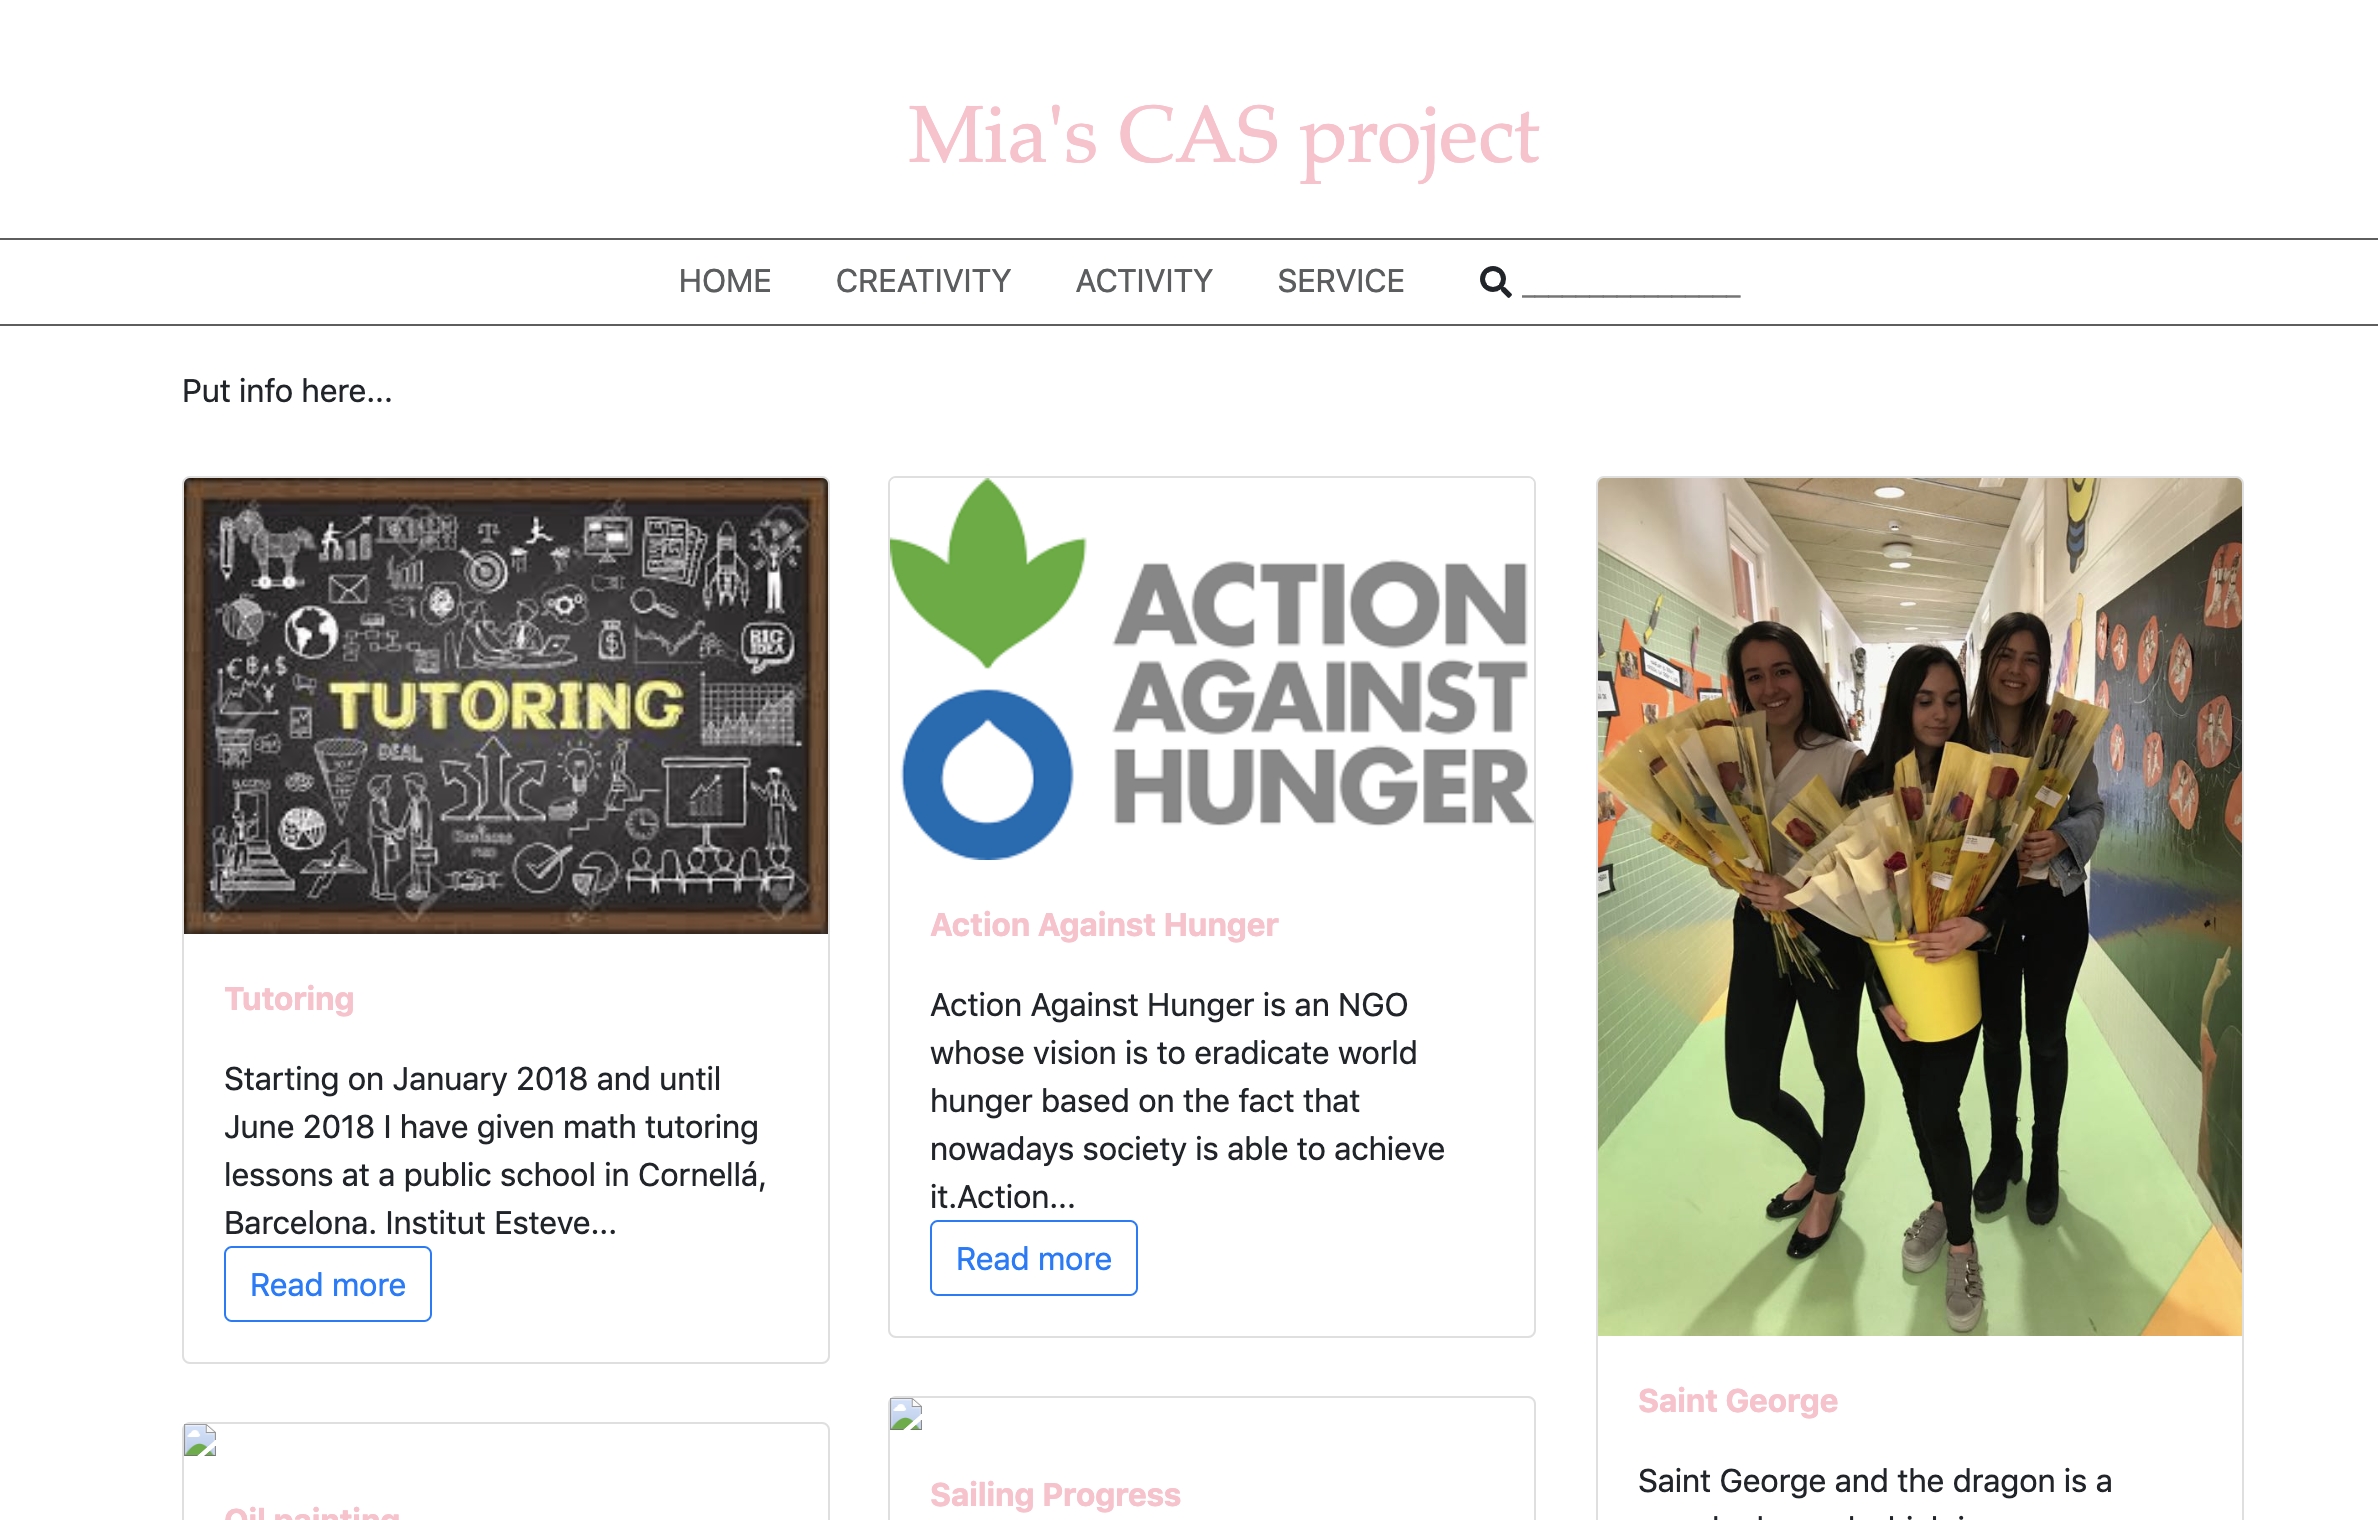 Mia's CAS project
HOME CREATIVITY ACTIVITY SERVICE
Put info here...
BIG
IDEA
TUTORING
DEAL
Tutoring
Starting on January 2018 and until
June 2018 I have given math tutoring
lessons at a public school in Cornellá,
Barcelona. Institut Esteve...
Read more
ACTION
AGAINST
HUNGER
Action Against Hunger
Action Against Hunger is an NGO
whose vision is to eradicate world
hunger based on the fact that
nowadays society is able to achieve
it.Action...
Read more
Saint George
Saint George and the dragon is a
Oil painting
Sailing Progress